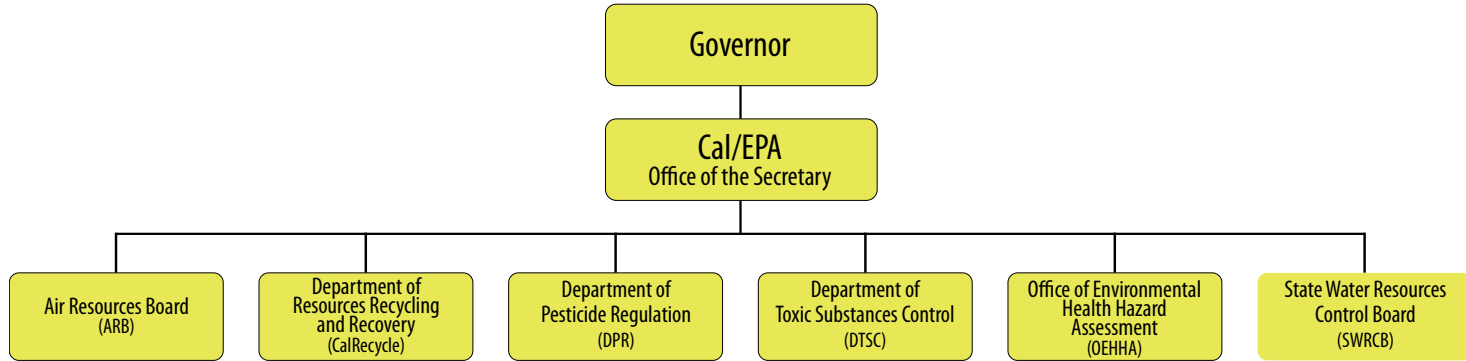 Governor
Cal/EPA
Office of the Secretary
Air Resources Board
(ARB)
Department of
Resources Recycling
and Recovery
(CalRecycle)
Department of
Pesticide Regulation
(DPR)
Department of
Toxic Substances Control
(DTSC)
Office of Environmental
Health Hazard
Assessment
(OEHHA)
State Water Resources
Control Board
(SWRCB)